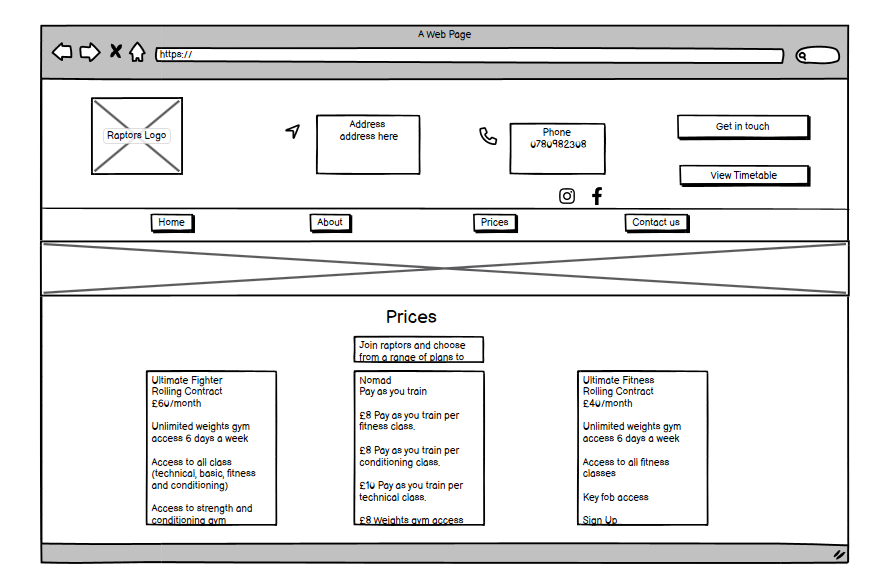 A Web Page
https://
Raptors Logo
Address
address here
Phone
0780982308
Get in touch
View Timetable
Home
About
Prices
Contact us
Prices
Join raptors and choose
from a range of plans to
Ultimate Fighter
Rolling Contract
£60/month
Unlimited weights gym
access 6 days a week
Access to all class
(technical, basic, fitness
and conditioning)
Access to strength and
conditioning gym
Nomad
Pay as you train
£8 Pay as you train per
fitness class.
£8 Pay as you train per
conditioning class.
£10 Pay as you train per
technical class.
£8 Weights gym access
Ultimate Fitness
Rolling Contract
£40/month
Unlimited weights gym
access 6 days a week
Access to all fitness
classes
Key fob access
Sign Up